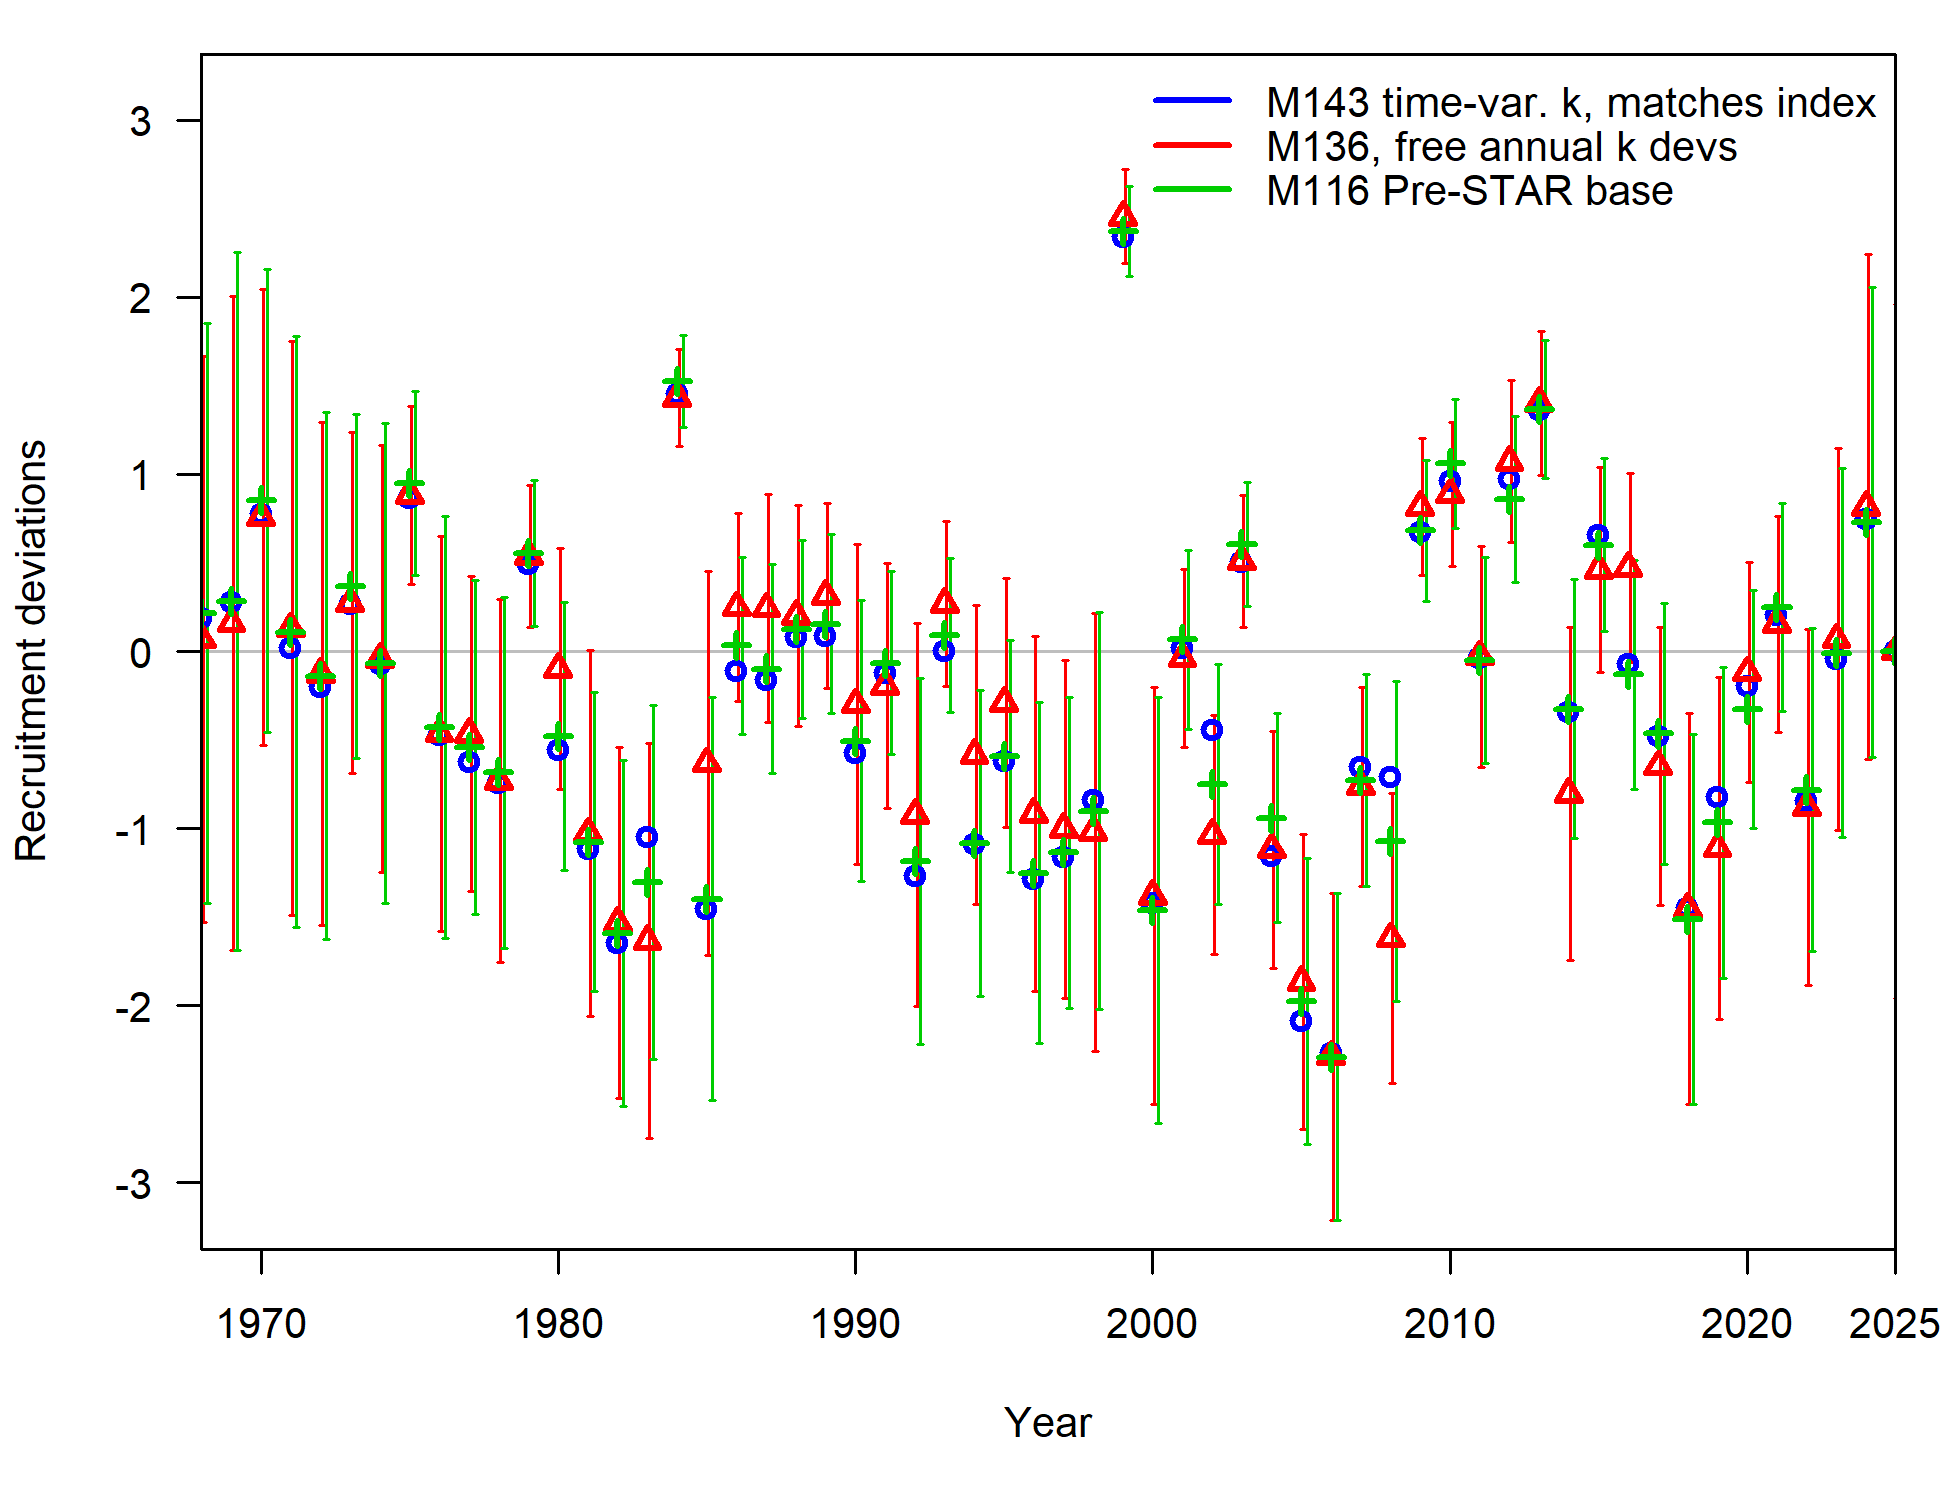 M143 time-var. k, matches index
M136, free annual k devs
M116 Pre-STAR base
Recruitment deviations
3
2
1
0
-1
-2
-3
1970 1980 1990 2000 2010 2020 2025
Year